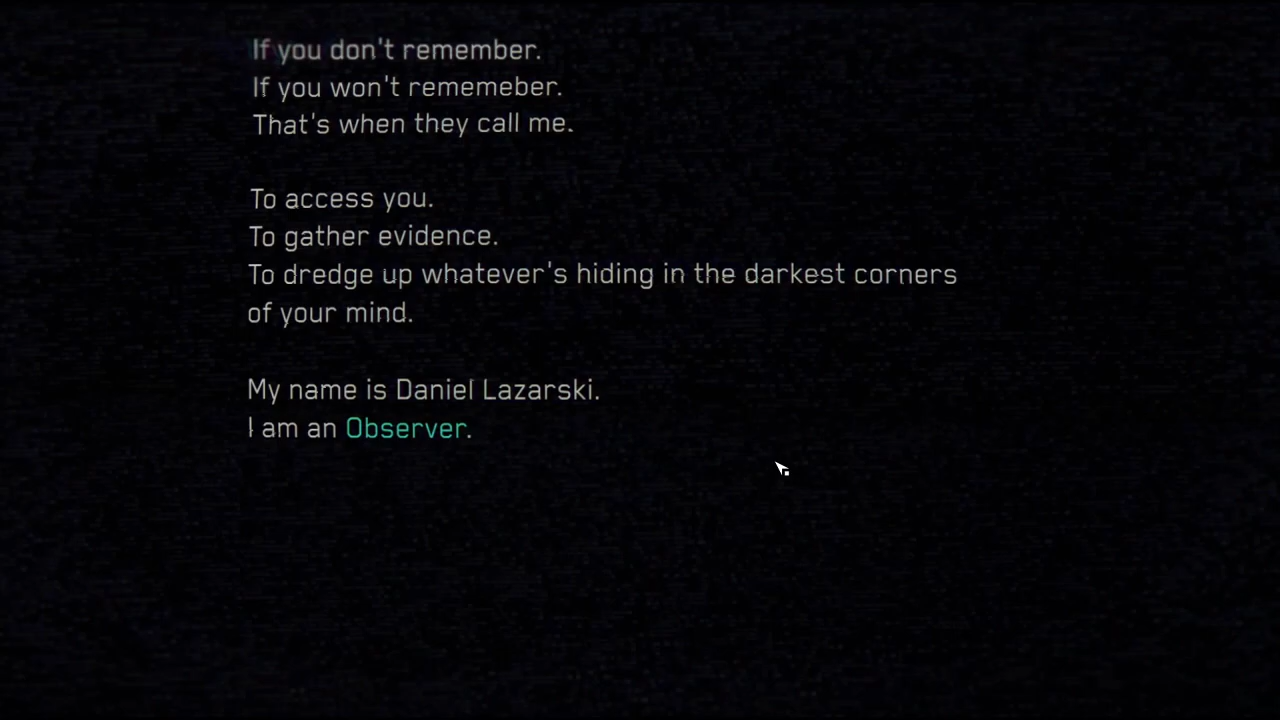 If you don't remember.
If you won't rememeber.
That's when they call me.
To access you.
To gather evidence.
To dredge up whatever's hiding in the darkest corners
of your mind.
My name is Daniel Lazarski.
I am an Observer.